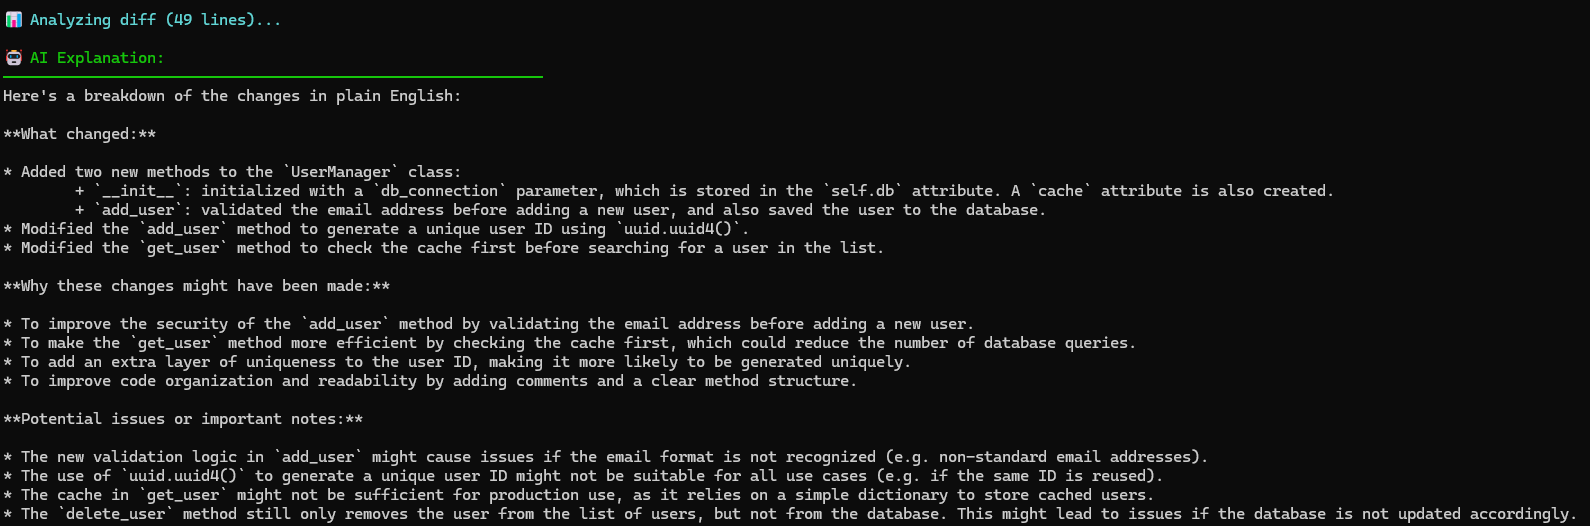 Analyzing diff (49 lines)...
AI Explanation:
Here's a breakdown of the changes in plain English:
**What changed:**
* Added two new methods to the `UserManager` class:
+ `__init__`: initialized with a `db_connection` parameter, which is stored in the `self.db` attribute. A `cache` attribute is also created.
+ `add_user`: validated the email address before adding a new user, and also saved the user to the database.
* Modified the `add_user` method to generate a unique user ID using `uuid.uuid4()`.
* Modified the `get_user` method to check the cache first before searching for a user in the list.
**Why these changes might have been made:**
* To improve the security of the `add_user` method by validating the email address before adding a new user.
* To make the `get_user` method more efficient by checking the cache first, which could reduce the number of database queries.
* To add an extra layer of uniqueness to the user ID, making it more likely to be generated uniquely.
* To improve code organization and readability by adding comments and a clear method structure.
**Potential issues or important notes:**
* The new validation logic in `add_user` might cause issues if the email format is not recognized (e.g. non-standard email addresses).
* The use of `uuid.uuid4()` to generate a unique user ID might not be suitable for all use cases (e.g. if the same ID is reused).
* The cache in `get_user` might not be sufficient for production use, as it relies on a simple dictionary to store cached users.
* The `delete_user` method still only removes the user from the list of users, but not from the database. This might lead to issues if the database is not updated accordingly.